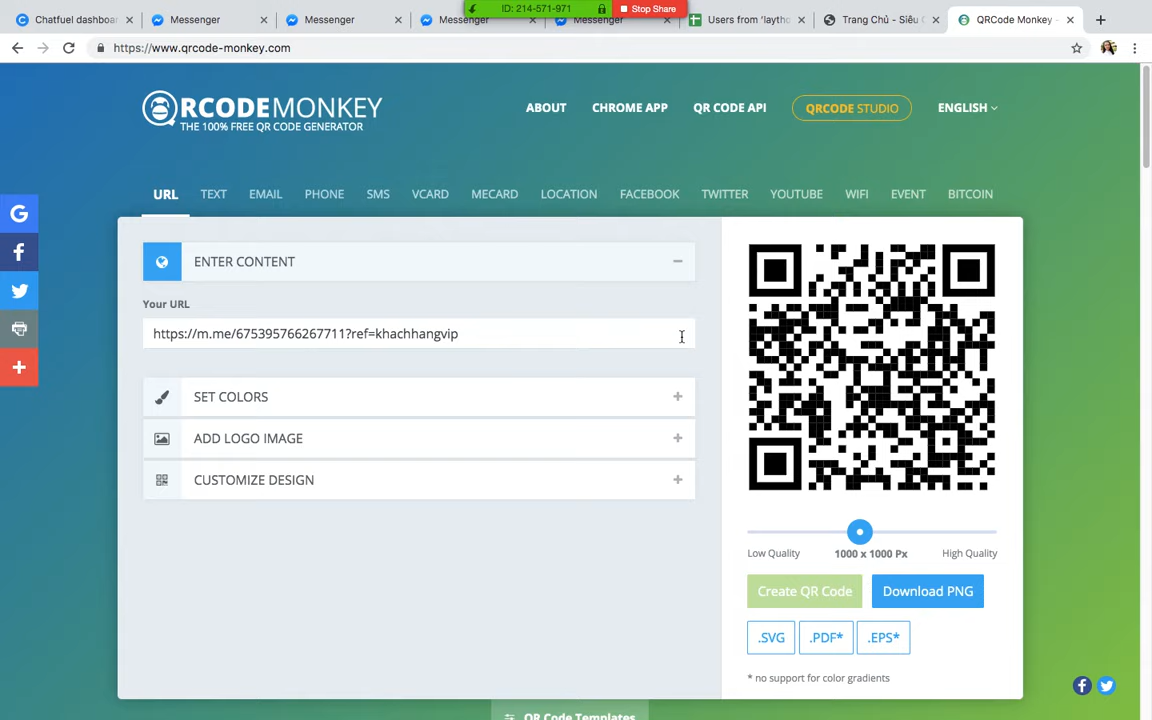 Chatfuel dashboa
Messenger
Messenger
Messenger
ID: 214-571-971
Stop Share
Messenger
Users from 'laytho
Trang Chủ - Siêu
QRCode Monkey -
https://www.qrcode-monkey.com
QRCODEMONKEY
THE 100% FREE QR CODE GENERATOR
ABOUT
CHROME APP
QR CODE API
QRCODE STUDIO
ENGLISH
URL
TEXT
EMAIL
PHONE
SMS
VCARD
MECARD
LOCATION
FACEBOOK
TWITTER
YOUTUBE
WIFI
EVENT
BITCOIN
ENTER CONTENT
Your URL
https://m.me/675395766267711?ref=khachhangvip
SET COLORS
ADD LOGO IMAGE
CUSTOMIZE DESIGN
Low Quality
1000 x 1000 Px
High Quality
Create QR Code
Download PNG
.SVG
.PDF*
.EPS*
* no support for color gradients
QR Code Templates